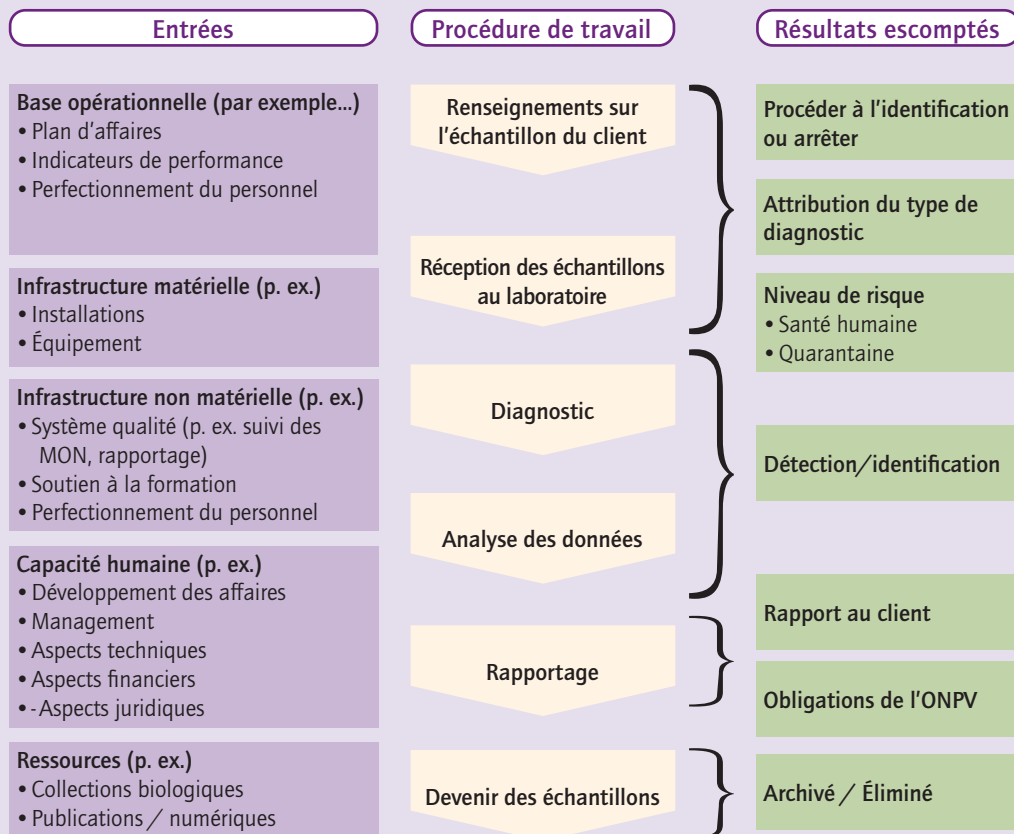 Entrées
Base opérationnelle (par exemple...)
• Plan d'affaires
• Indicateurs de performance
• Perfectionnement du personnel
Infrastructure matérielle (p. ex.)
• Installations
• Équipement
Infrastructure non matérielle (p. ex.)
• Système qualité (p. ex. suivi des
MON, rapportage)
• Soutien à la formation
• Perfectionnement du personnel
Capacité humaine (p. ex.)
• Développement des affaires
• Management
• Aspects techniques
• Aspects financiers
• - Aspects juridiques
Ressources (p. ex.)
• Collections biologiques
• Publications / numériques
Procédure de travail
Renseignements sur
l'échantillon du client
Réception des échantillons
au laboratoire
Diagnostic
Analyse des données
Rapportage
Devenir des échantillons
Résultats escomptés
Procéder à l'identification
ou arrêter
Attribution du type de
diagnostic
Niveau de risque
• Santé humaine
• Quarantaine
Détection/identification
Rapport au client
Obligations de l'ONPV
Archivé / Éliminé